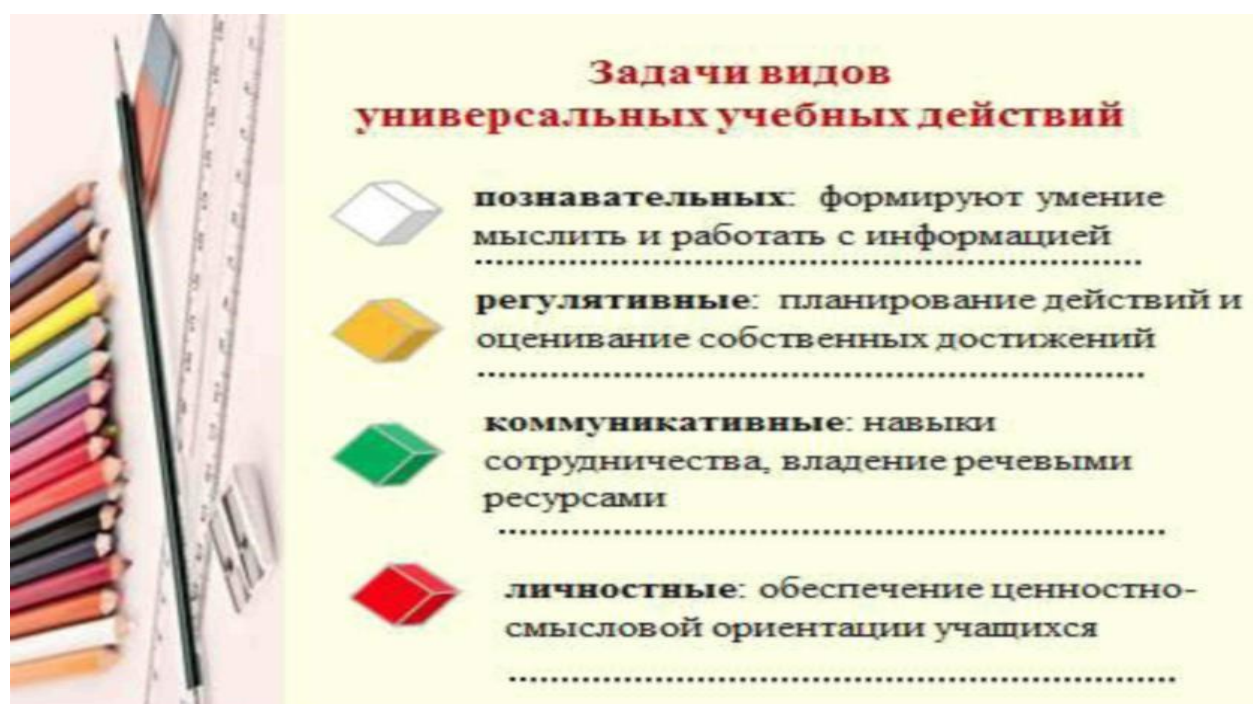 Задачи видов
универсальных учебных действий
познавательных: формируют умение
мыслить и работать с информацией
регулятивные: планирование действий и
оценивание собственных достижений
коммуникативные: навыки
сотрудничества, владение речевыми
ресурсами
личностные: обеспечение ценностно-
смысловой ориентации учащихся